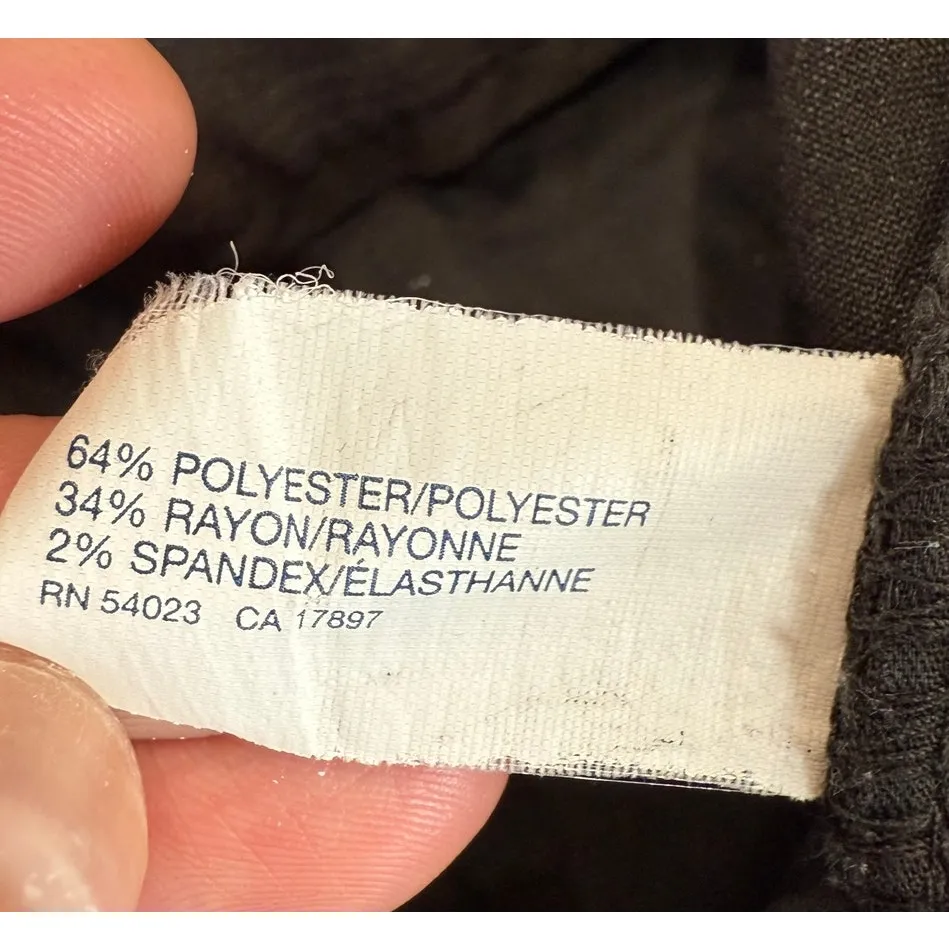 64% POLYESTER/POLYESTER
34% RAYON/RAYONNE
2% SPANDEX/ÉLASTHANNE
RN 54023 CA 17897